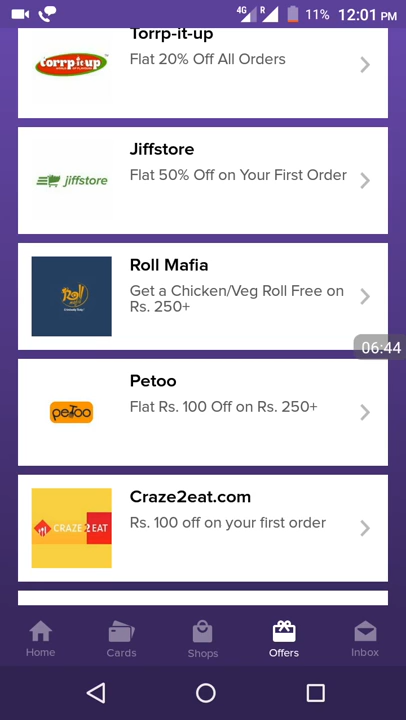 4G R 11% 12:01 PM
Torrp-it-up
torrp it up
Flat 20% Off All Orders
Jiffstore
jiffstore
Flat 50% Off on Your First Order
Roll Mafia
Roll
Get a Chicken/Veg Roll Free on
Rs. 250+
06:44
Petoo
peToo
Flat Rs. 100 Off on Rs. 250+
Craze2eat.com
CRAZE 2 EAT
Rs. 100 off on your first order
Home Cards Shops Offers Inbox